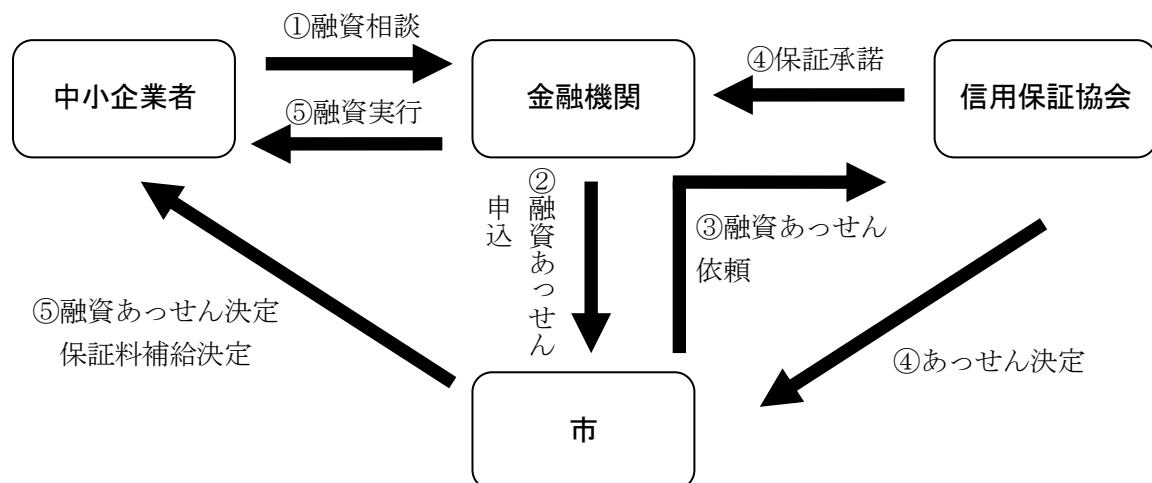 ①融資相談
中小企業者
金融機関
④保証承諾
信用保証協会
⑤融資実行
②融資あっせん
申込
③融資あっせん
依頼
⑤融資あっせん決定
保証料補給決定
④あっせん決定
市